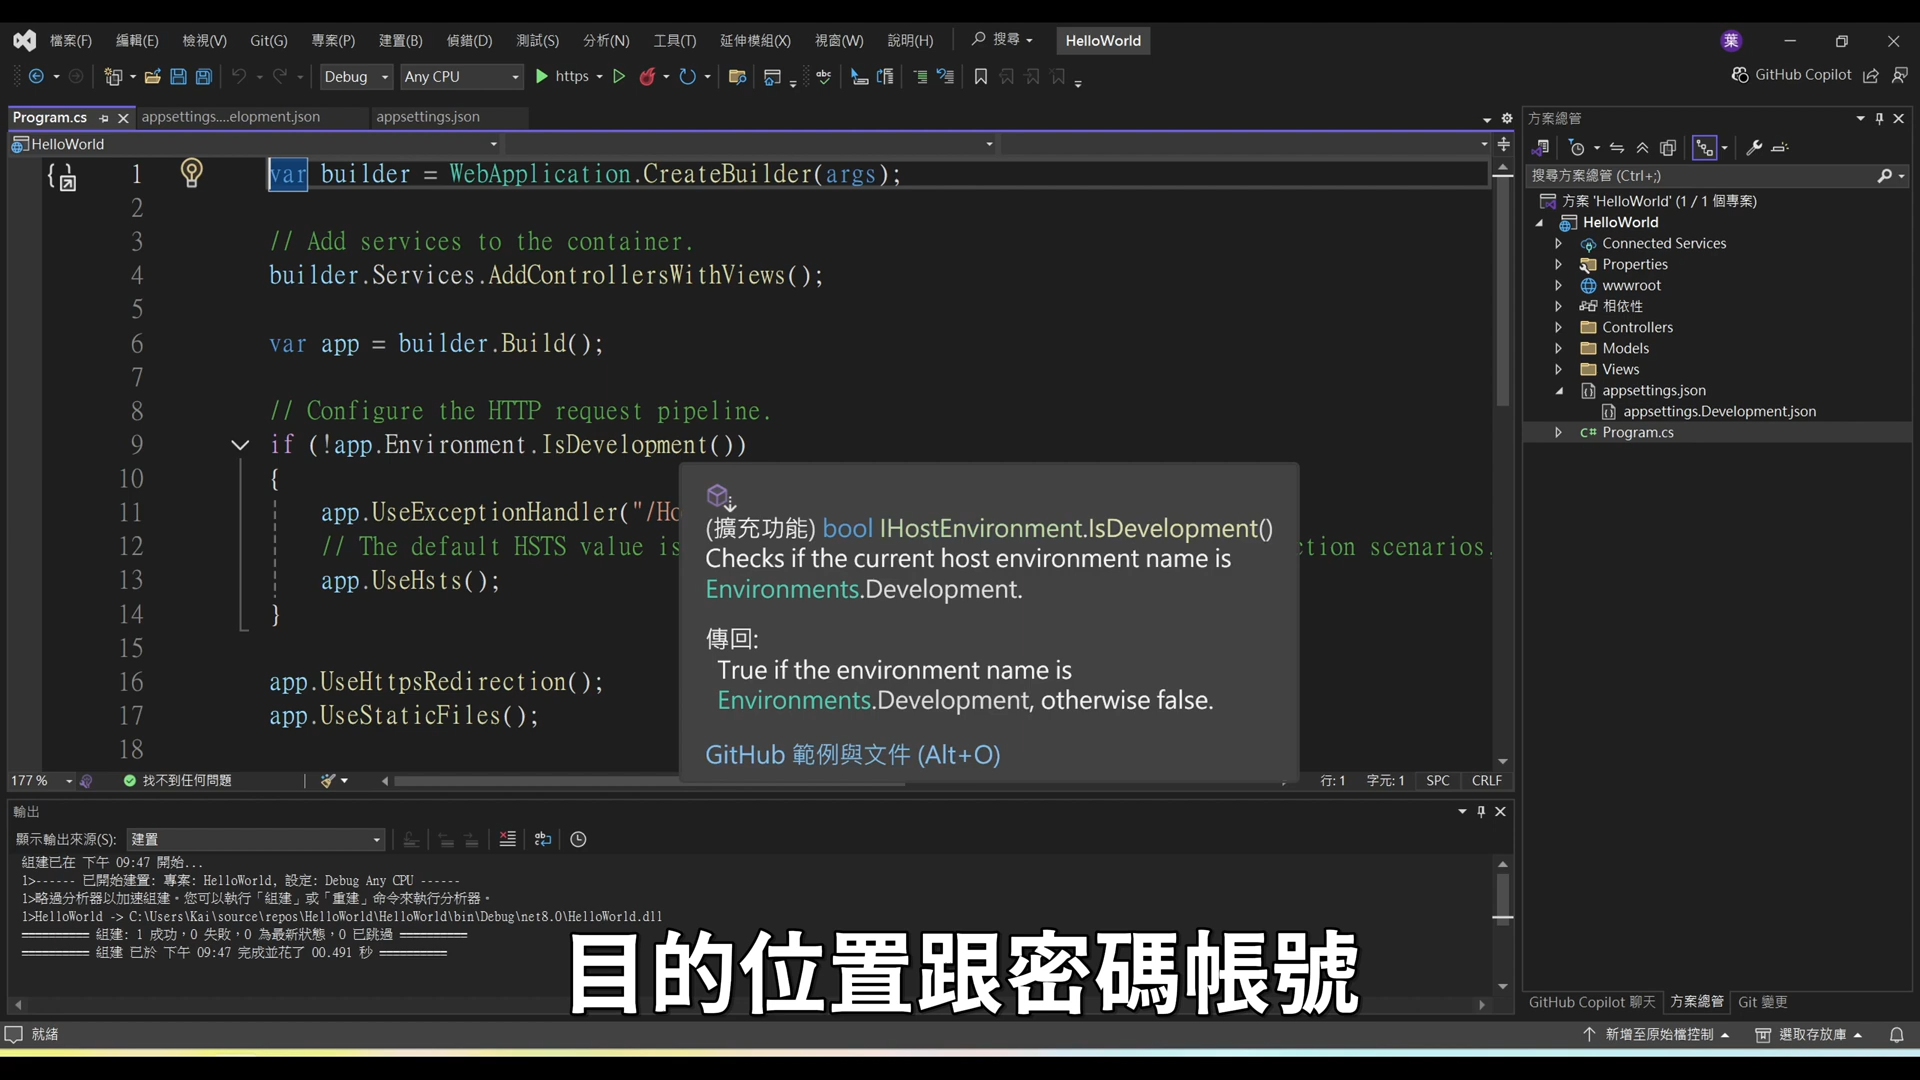 檔案(F) 編輯(E) 檢視(V) Git(G) 專案(P) 建置(B) 偵錯(D) 測試(S) 分析(N) 工具(T) 延伸模組(X) 視窗(W) 說明(H) 搜尋 HelloWorld 葉
Debug Any CPU https GitHub Copilot
Program.cs appsettings....elopment.json appsettings.json
HelloWorld
1 var builder = WebApplication.CreateBuilder(args);
2
3 // Add services to the container.
4 builder.Services.AddControllersWithViews();
5
6 var app = builder.Build();
7
8 // Configure the HTTP request pipeline.
9 if (!app.Environment.IsDevelopment())
10 {
11 app.UseExceptionHandler("/Ho
12 // The default HSTS value is ction scenarios,
13 app.UseHsts();
14 }
15
16 app.UseHttpsRedirection();
17 app.UseStaticFiles();
18
(擴充功能) bool IHostEnvironment.IsDevelopment()
Checks if the current host environment name is
Environments.Development.
傳回:
True if the environment name is
Environments.Development, otherwise false.
GitHub 範例與文件 (Alt+O)
177 % 找不到任何問題 行: 1 字元: 1 SPC CRLF
方案總管
搜尋方案總管 (Ctrl+;)
方案 'HelloWorld' (1 / 1 個專案)
HelloWorld
Connected Services
Properties
wwwroot
相依性
Controllers
Models
Views
appsettings.json
appsettings.Development.json
C# Program.cs
輸出
顯示輸出來源(S): 建置
組建已在 下午 09:47 開始...
1>------ 已開始建置: 專案: HelloWorld, 設定: Debug Any CPU ------
1>略過分析器以加速組建。您可以執行「組建」或「重建」命令來執行分析器。
1>HelloWorld -> C:\Users\Kai\source\repos\HelloWorld\HelloWorld\bin\Debug\net8.0\HelloWorld.dll
========== 組建: 1 成功，0 失敗，0 為最新狀態，0 已跳過 ==========
========== 組建 已於 下午 09:47 完成並花了 00.491 秒 ==========
目的位置跟密碼帳號
GitHub Copilot 聊天 方案總管 Git 變更
就緒 新增至原始檔控制 選取存放庫